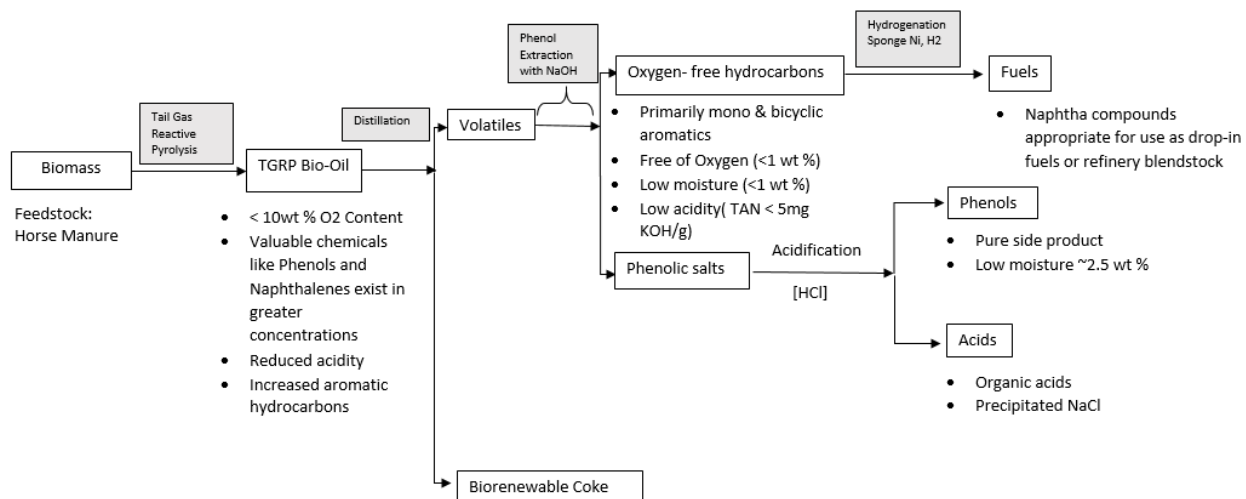 Tail Gas
Reactive
Pyrolysis
Biomass
Feedstock:
Horse Manure
TGRP Bio-Oil
• < 10wt % O2 Content
• Valuable chemicals
like Phenols and
Naphthalenes exist in
greater
concentrations
• Reduced acidity
• Increased aromatic
hydrocarbons
Distillation
Volatiles
Biorenewable Coke
Phenol
Extraction
with NaOH
Oxygen- free hydrocarbons
• Primarily mono & bicyclic
aromatics
• Free of Oxygen (<1 wt %)
• Low moisture (<1 wt %)
• Low acidity( TAN < 5mg
KOH/g)
Phenolic salts
Hydrogenation
Sponge Ni, H2
Fuels
• Naphtha compounds
appropriate for use as drop-in
fuels or refinery blendstock
Acidification
[HCl]
Phenols
• Pure side product
• Low moisture ~2.5 wt %
Acids
• Organic acids
• Precipitated NaCl